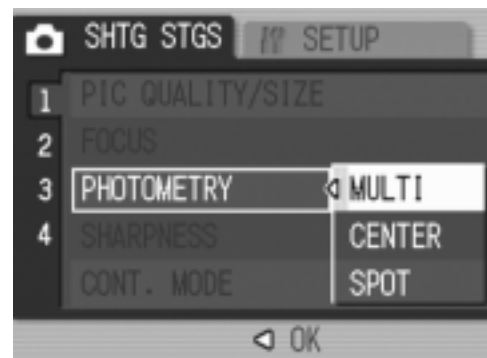 SHTG STGS SETUP
1 PIC QUALITY/SIZE
2 FOCUS
3 PHOTOMETRY MULTI
4 SHARPNESS CENTER
CONT. MODE SPOT
OK